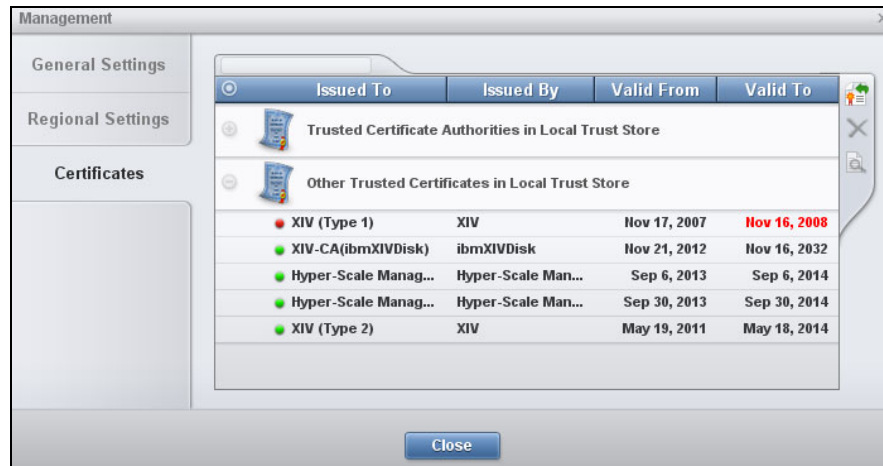 Management
General Settings
Regional Settings
Certificates
Issued To Issued By Valid From Valid To
Trusted Certificate Authorities in Local Trust Store
Other Trusted Certificates in Local Trust Store
XIV (Type 1) XIV Nov 17, 2007 Nov 16, 2008
XIV-CA(ibmXIVDisk) ibmXIVDisk Nov 21, 2012 Nov 16, 2032
Hyper-Scale Manag... Hyper-Scale Man... Sep 6, 2013 Sep 6, 2014
Hyper-Scale Manag... Hyper-Scale Man... Sep 30, 2013 Sep 30, 2014
XIV (Type 2) XIV May 19, 2011 May 18, 2014
Close